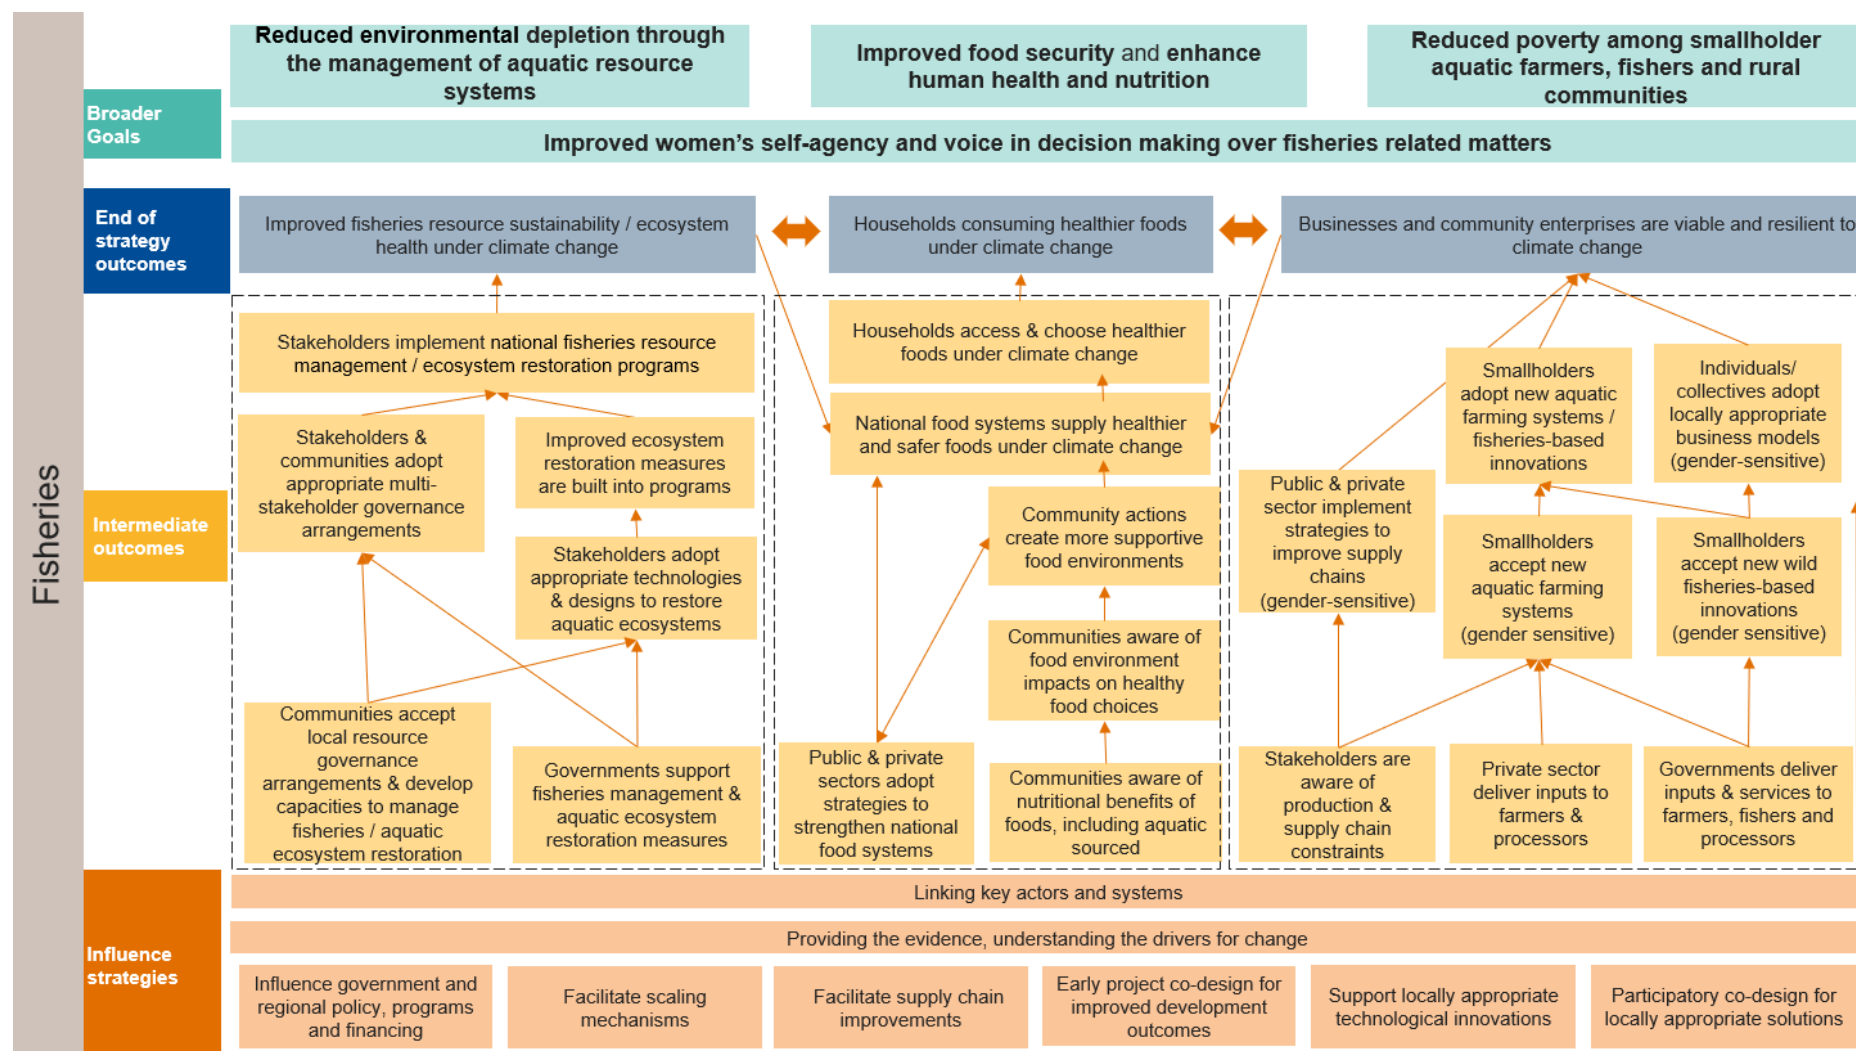 Fisheries
Reduced environmental depletion through
the management of aquatic resource
systems
Improved food security and enhance
human health and nutrition
Reduced poverty among smallholder
aquatic farmers, fishers and rural
communities
Broader
Goals
Improved women's self-agency and voice in decision making over fisheries related matters
End of
strategy
outcomes
Improved fisheries resource sustainability / ecosystem
health under climate change
Households consuming healthier foods
under climate change
Businesses and community enterprises are viable and resilient to
climate change
Intermediate
outcomes
Stakeholders implement national fisheries resource
management / ecosystem restoration programs
Stakeholders &
communities adopt
appropriate multi-
stakeholder governance
arrangements
Improved ecosystem
restoration measures
are built into programs
Stakeholders adopt
appropriate technologies
& designs to restore
aquatic ecosystems
Communities accept
local resource
governance
arrangements & develop
capacities to manage
fisheries / aquatic
ecosystem restoration
Governments support
fisheries management &
aquatic ecosystem
restoration measures
Households access & choose healthier
foods under climate change
National food systems supply healthier
and safer foods under climate change
Community actions
create more supportive
food environments
Communities aware of
food environment
impacts on healthy
food choices
Public & private
sectors adopt
strategies to
strengthen national
food systems
Communities aware of
nutritional benefits of
foods, including aquatic
sourced
Smallholders
adopt new aquatic
farming systems /
fisheries-based
innovations
Individuals/
collectives adopt
locally appropriate
business models
(gender-sensitive)
Public & private
sector implement
strategies to
improve supply
chains
(gender-sensitive)
Smallholders
accept new
aquatic farming
systems
(gender sensitive)
Smallholders
accept new wild
fisheries-based
innovations
(gender sensitive)
Stakeholders are
aware of
production &
supply chain
constraints
Private sector
deliver inputs to
farmers &
processors
Governments deliver
inputs & services to
farmers, fishers and
processors
Influence
strategies
Linking key actors and systems
Providing the evidence, understanding the drivers for change
Influence government and
regional policy, programs
and financing
Facilitate scaling
mechanisms
Facilitate supply chain
improvements
Early project co-design for
improved development
outcomes
Support locally appropriate
technological innovations
Participatory co-design for
locally appropriate solutions